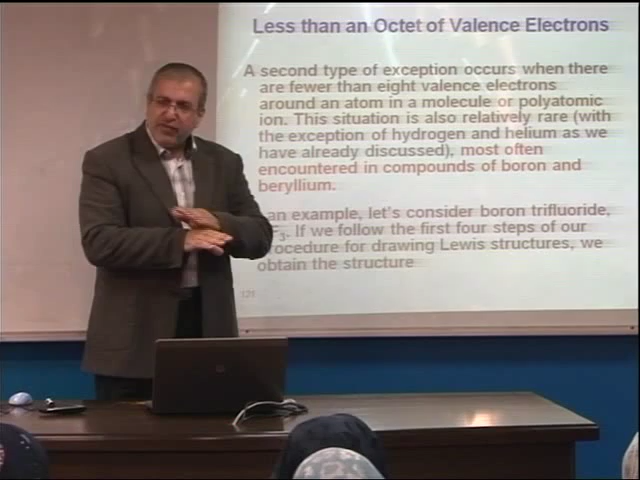 Less than an Octet of Valence Electrons
A second type of exception occurs when there
are fewer than eight valence electrons
around an atom in a molecule or polyatomic
ion. This situation is also relatively rare (with
the exception of hydrogen and helium as we
have already discussed), most often
encountered in compounds of boron and
beryllium.
an example, let's consider boron trifluoride,
F3. If we follow the first four steps of our
procedure for drawing Lewis structures, we
obtain the structure